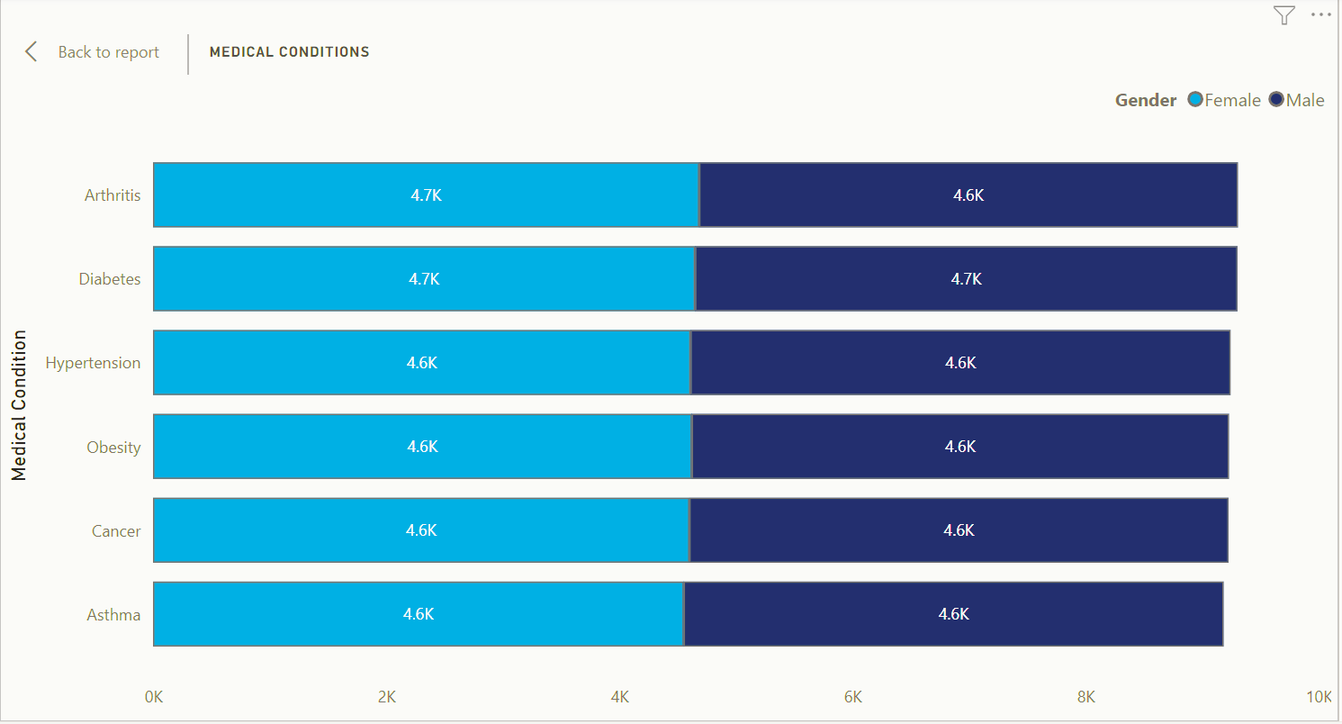 Back to report
MEDICAL CONDITIONS
Gender Female Male
Medical Condition
Arthritis 4.7K 4.6K
Diabetes 4.7K 4.7K
Hypertension 4.6K 4.6K
Obesity 4.6K 4.6K
Cancer 4.6K 4.6K
Asthma 4.6K 4.6K
0K 2K 4K 6K 8K 10K